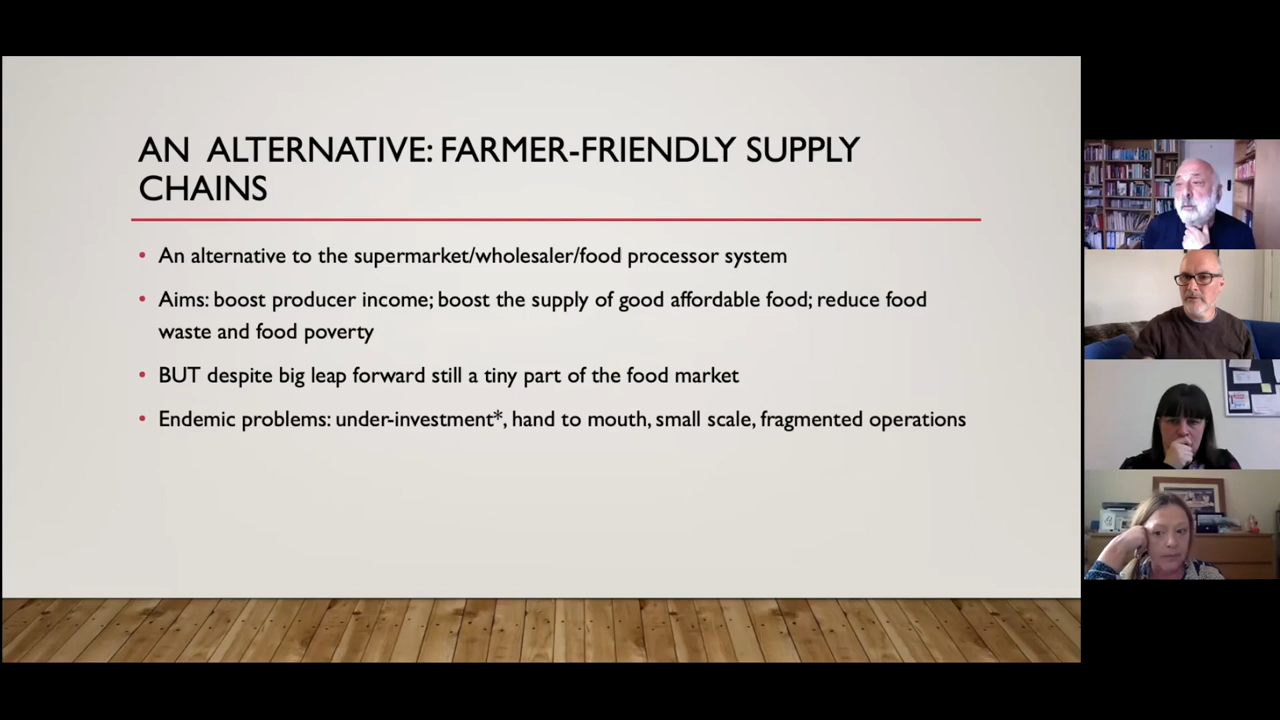 AN ALTERNATIVE: FARMER-FRIENDLY SUPPLY
CHAINS
• An alternative to the supermarket/wholesaler/food processor system
• Aims: boost producer income; boost the supply of good affordable food; reduce food
waste and food poverty
• BUT despite big leap forward still a tiny part of the food market
• Endemic problems: under-investment*, hand to mouth, small scale, fragmented operations